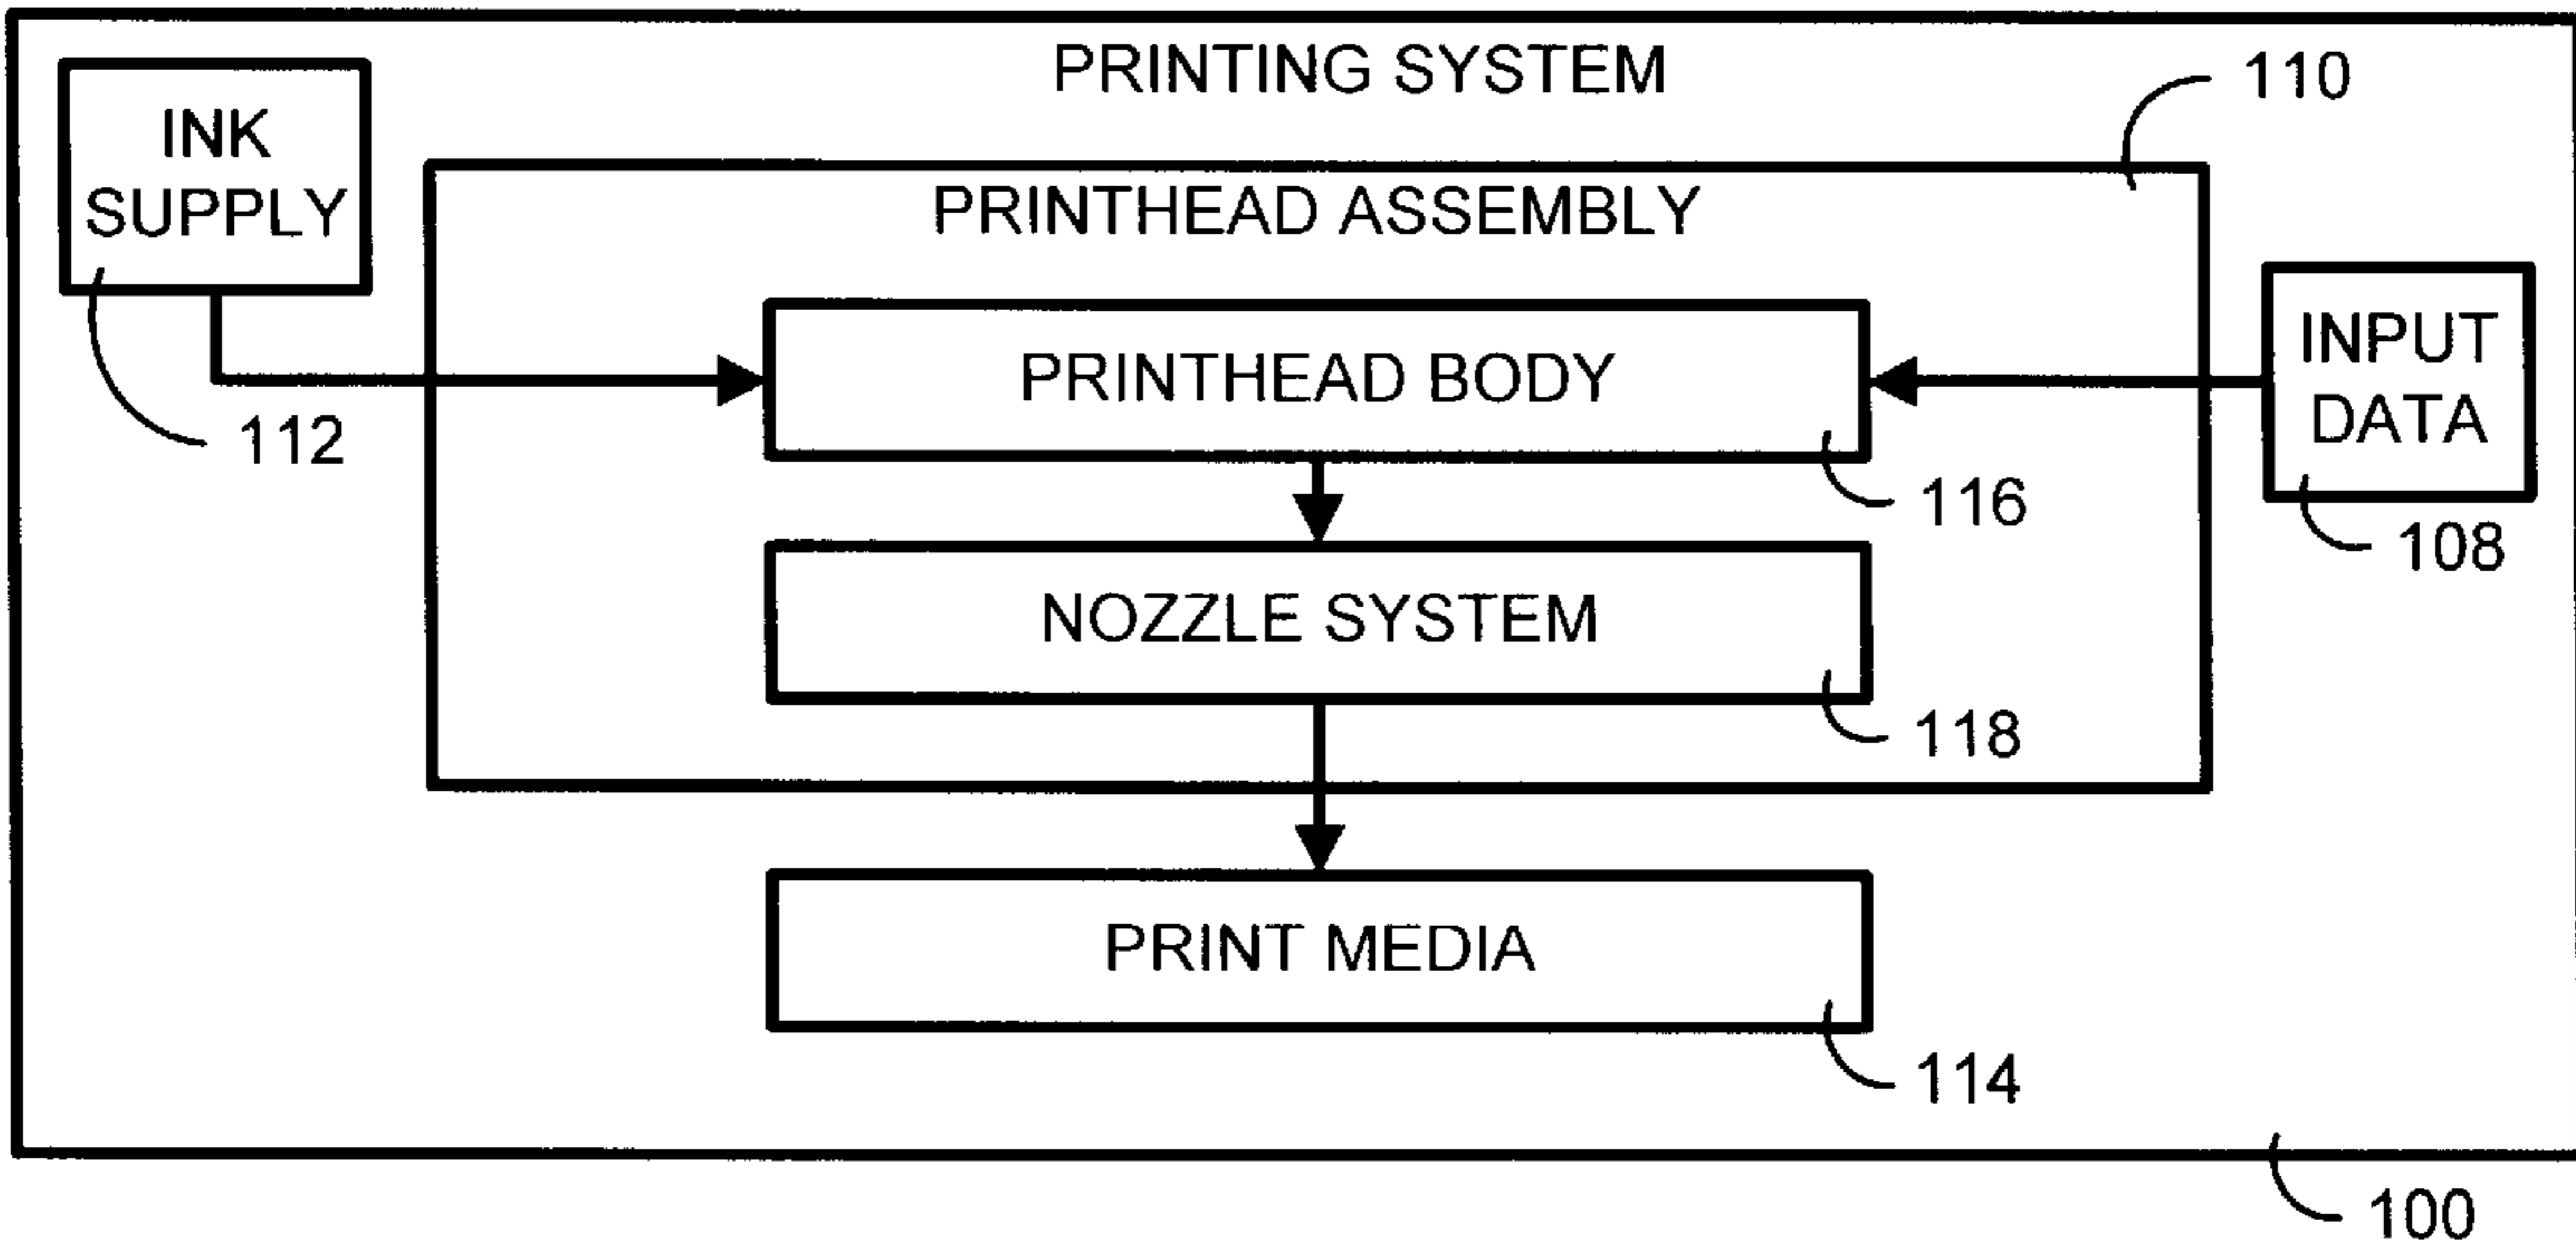 PRINTING SYSTEM
110
INK
SUPPLY
PRINTHEAD ASSEMBLY
112
PRINTHEAD BODY
116
INPUT
DATA
108
NOZZLE SYSTEM
118
PRINT MEDIA
114
100